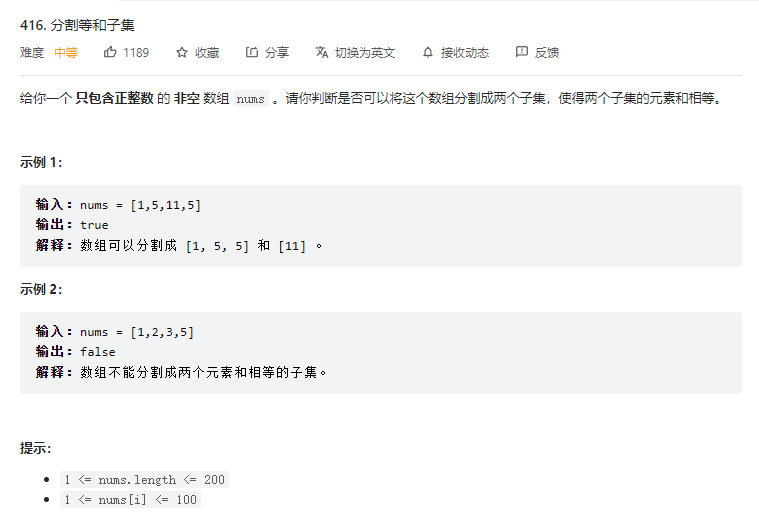 416. 分割等和子集
难度 中等 1189 收藏 分享 切换为英文 接收动态 反馈
给你一个 只包含正整数 的 非空 数组 nums 。请你判断是否可以将这个数组分割成两个子集，使得两个子集的元素和相等。
示例 1：
输入：nums = [1,5,11,5]
输出：true
解释：数组可以分割成 [1, 5, 5] 和 [11] 。
示例 2：
输入：nums = [1,2,3,5]
输出：false
解释：数组不能分割成两个元素和相等的子集。
提示：
1 <= nums.length <= 200
1 <= nums[i] <= 100